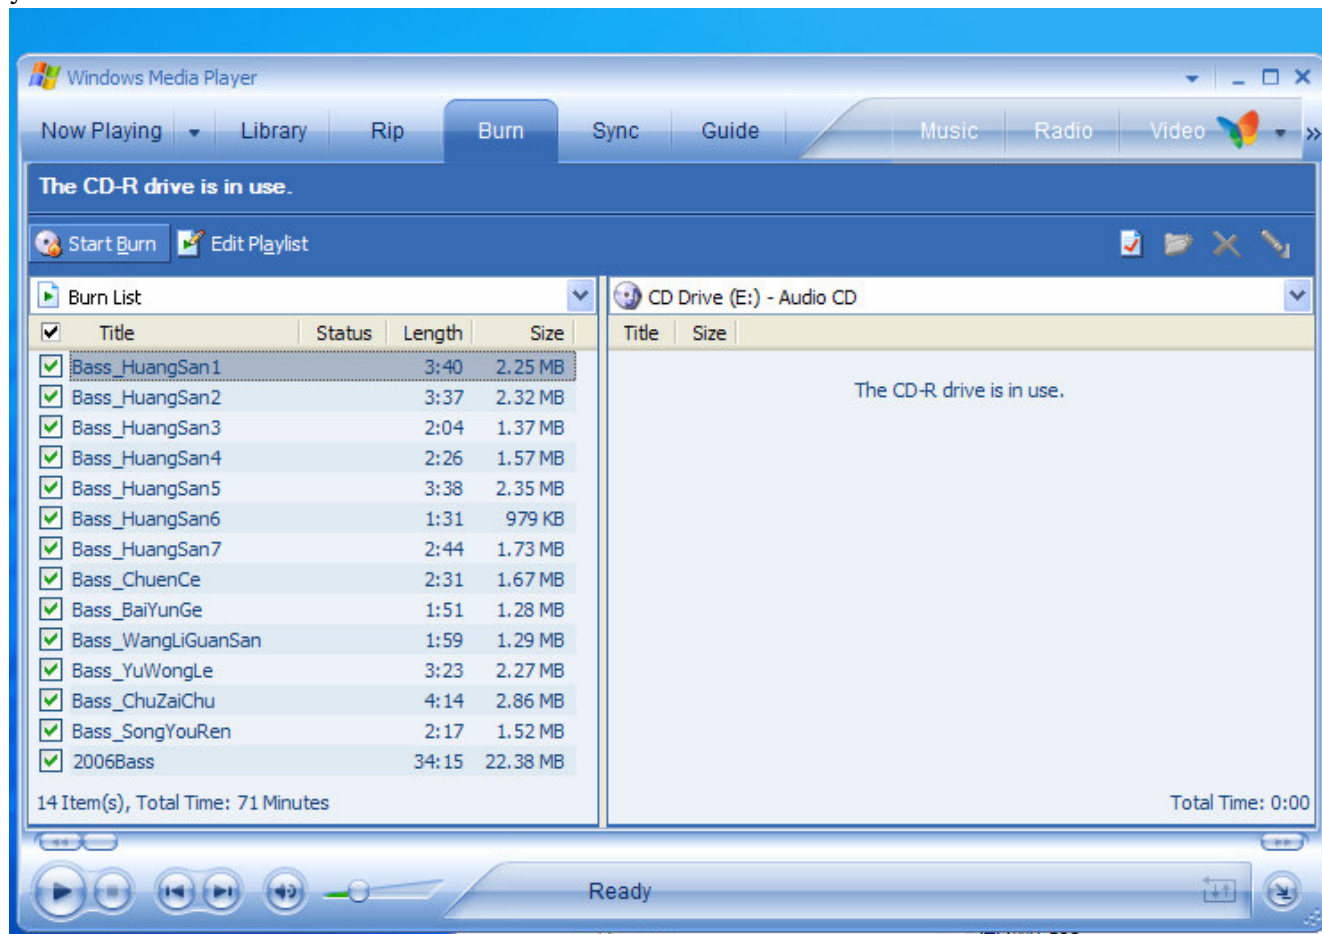 Windows Media Player
Now Playing Library Rip Burn Sync Guide Music Radio Video »
The CD-R drive is in use.
Start Burn Edit Playlist
Burn List
CD Drive (E:) - Audio CD
Title Status Length Size
Title Size
Bass_HuangSan1 3:40 2.25 MB
The CD-R drive is in use.
Bass_HuangSan2 3:37 2.32 MB
Bass_HuangSan3 2:04 1.37 MB
Bass_HuangSan4 2:26 1.57 MB
Bass_HuangSan5 3:38 2.35 MB
Bass_HuangSan6 1:31 979 KB
Bass_HuangSan7 2:44 1.73 MB
Bass_ChuenCe 2:31 1.67 MB
Bass_BaiYunGe 1:51 1.28 MB
Bass_WangLiGuanSan 1:59 1.29 MB
Bass_YuWongLe 3:23 2.27 MB
Bass_ChuZaiChu 4:14 2.86 MB
Bass_SongYouRen 2:17 1.52 MB
2006Bass 34:15 22.38 MB
14 Item(s), Total Time: 71 Minutes
Total Time: 0:00
Ready